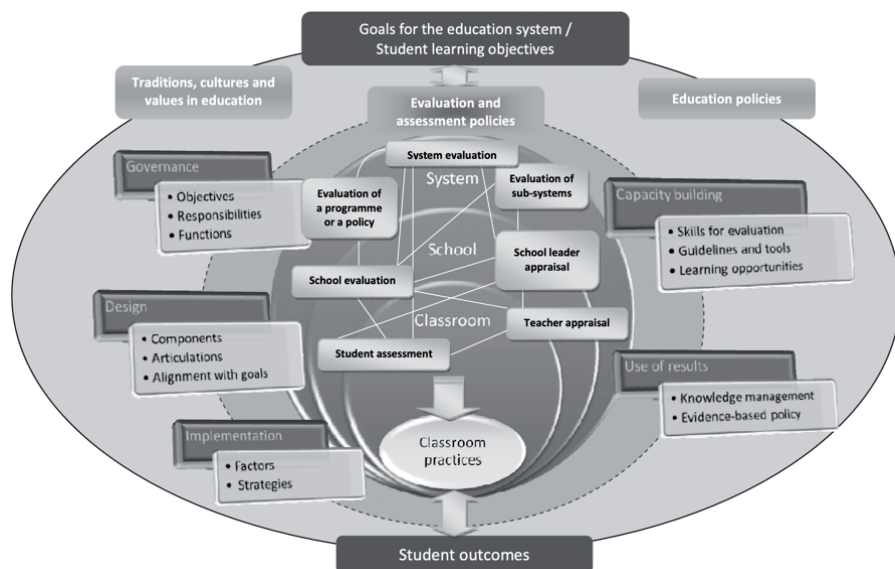 Goals for the education system /
Student learning objectives
Traditions, cultures and
values in education
Evaluation and
assessment policies
Education policies
System evaluation
System
Governance
• Objectives
• Responsibilities
• Functions
Evaluation of
a programme
or a policy
Evaluation of
sub-systems
Capacity building
• Skills for evaluation
• Guidelines and tools
• Learning opportunities
School
School evaluation
School leader
appraisal
Design
• Components
• Articulations
• Alignment with goals
Classroom
Teacher appraisal
Student assessment
Use of results
• Knowledge management
• Evidence-based policy
Implementation
• Factors
• Strategies
Classroom
practices
Student outcomes